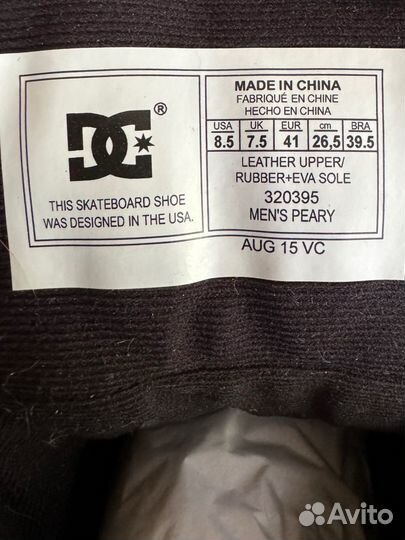 DC®
THIS SKATEBOARD SHOE
WAS DESIGNED IN THE USA.
MADE IN CHINA
FABRIQUÉ EN CHINE
HECHO EN CHINA
USA UK EUR cm BRA
8.5 7.5 41 26,5 39.5
LEATHER UPPER/
RUBBER+EVA SOLE
320395
MEN'S PEARY
AUG 15 VC
Avito